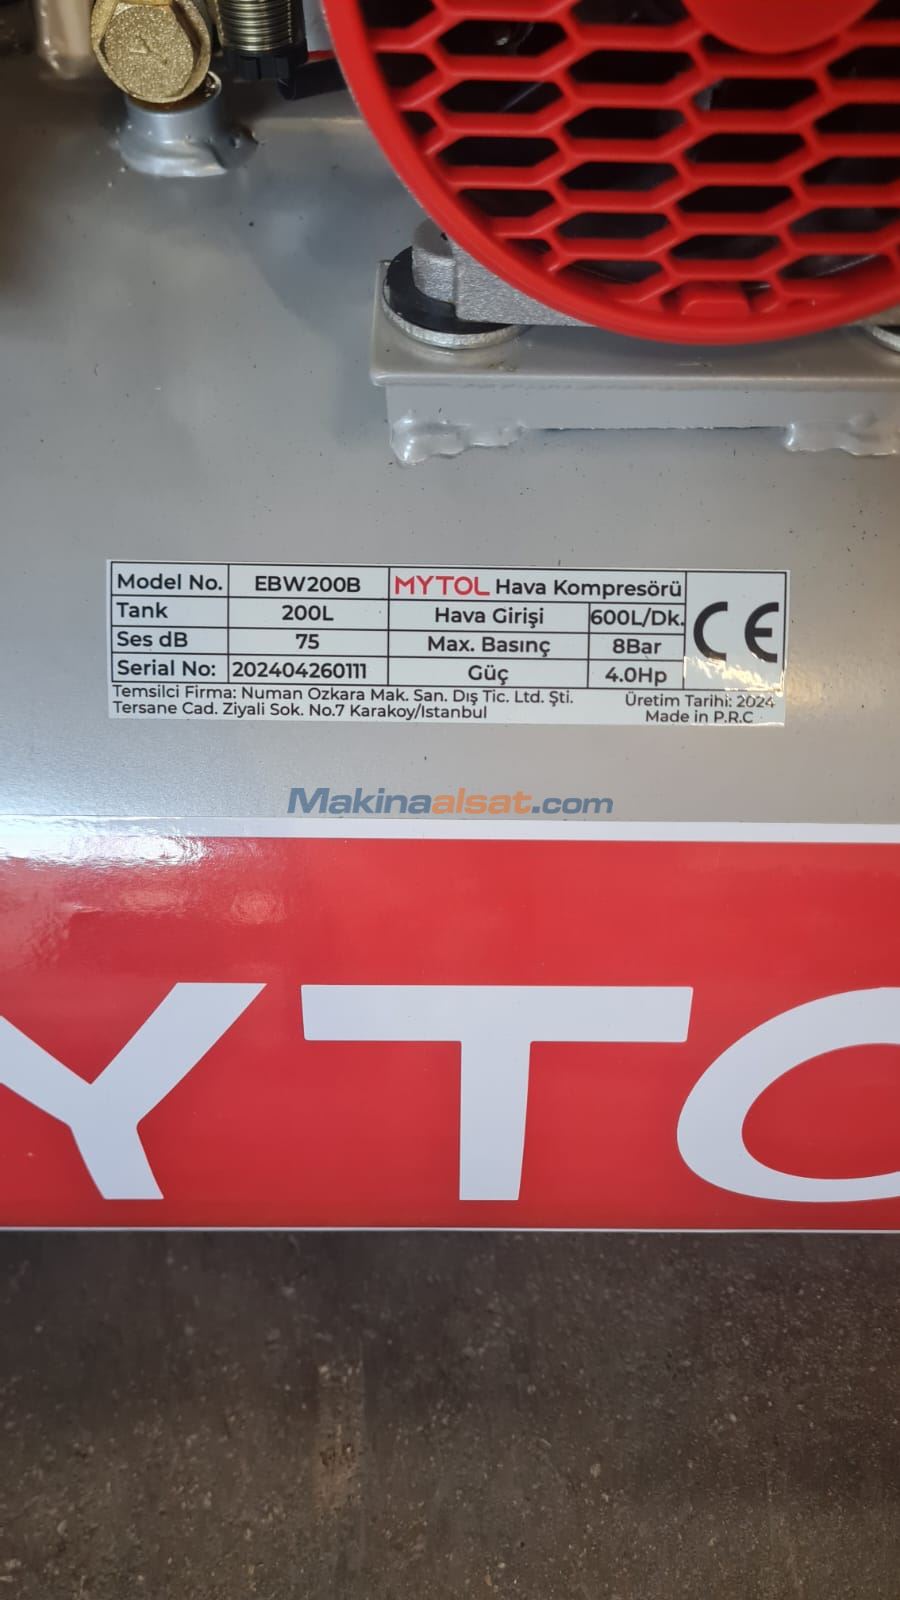 Model No. EBW200B MYTOL Hava Kompresörü
Tank 200L Hava Girişi 600L/Dk.
Ses dB 75 Max. Basınç 8Bar
Serial No: 202404260111 Güç 4.0Hp
CE
Temsilci Firma: Numan Ozkara Mak. San. Dış Tic. Ltd. Şti. Üretim Tarihi: 2024
Tersane Cad. Ziyali Sok. No.7 Karakoy/Istanbul Made in P.R.C
Makinaalsat.com
YTO